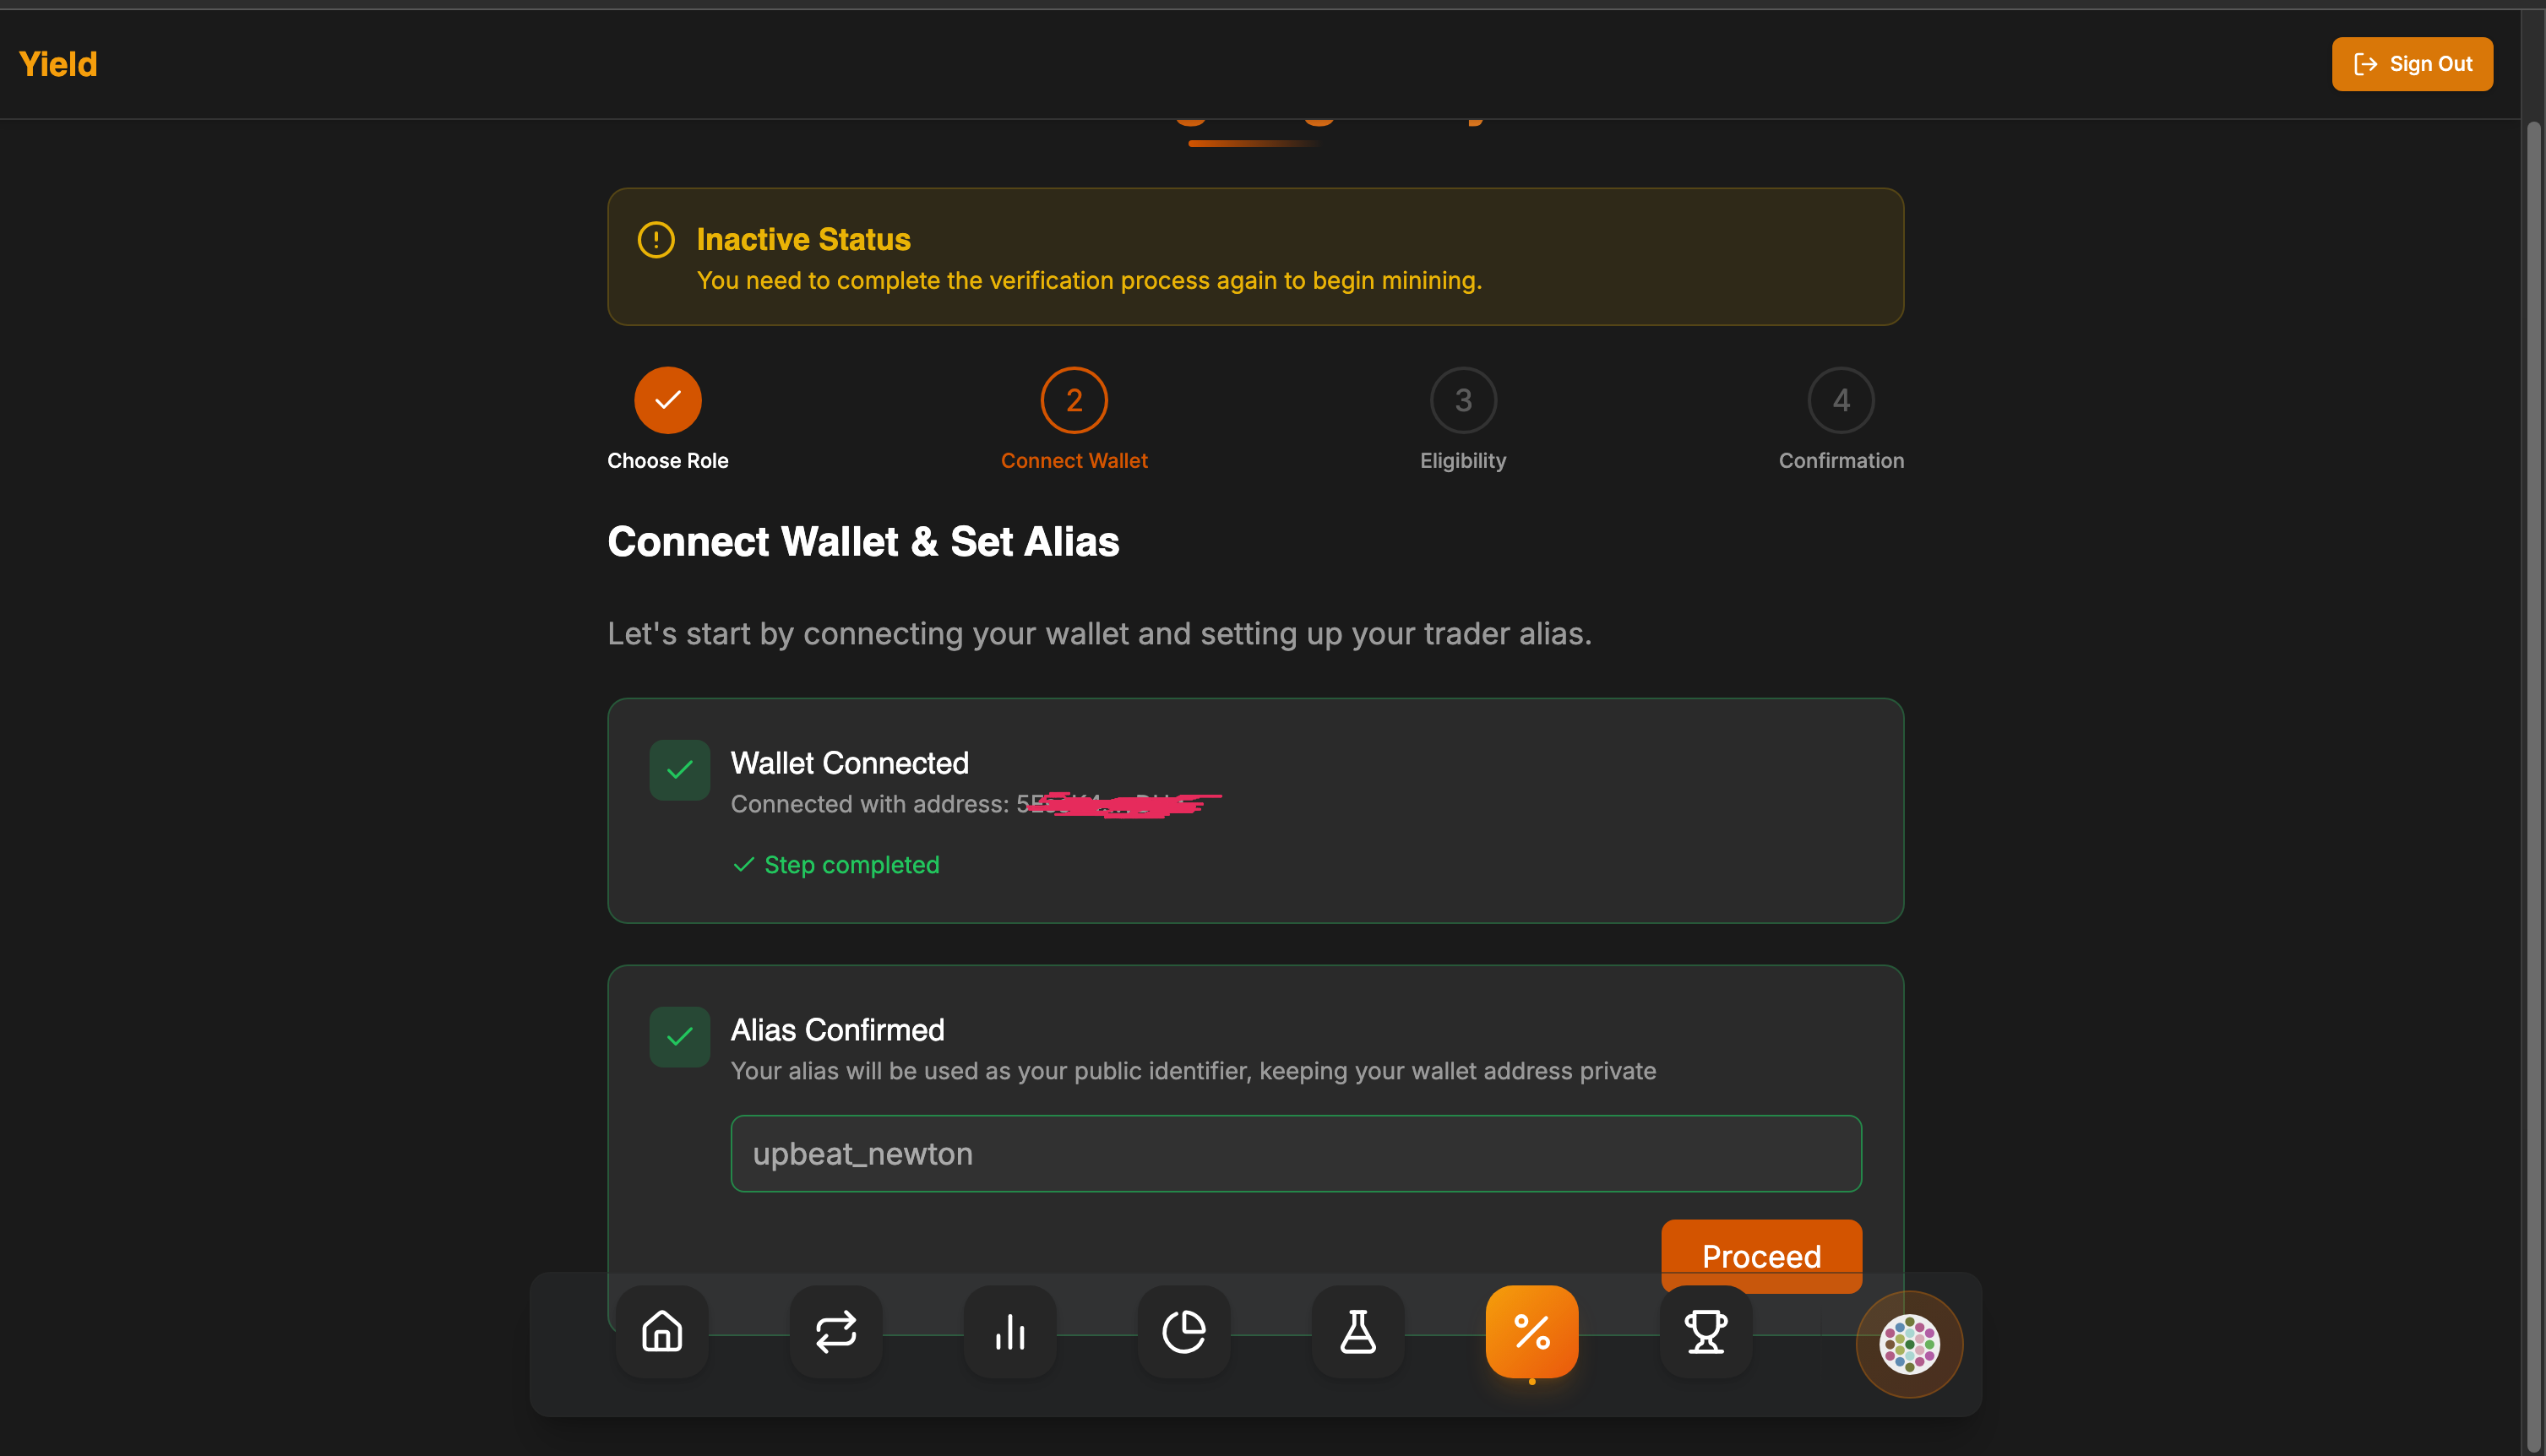 Yield
Sign Out
Inactive Status
You need to complete the verification process again to begin minining.
2
3
4
Choose Role
Connect Wallet
Eligibility
Confirmation
Connect Wallet & Set Alias
Let's start by connecting your wallet and setting up your trader alias.
Wallet Connected
Connected with address:
Step completed
Alias Confirmed
Your alias will be used as your public identifier, keeping your wallet address private
upbeat_newton
Proceed